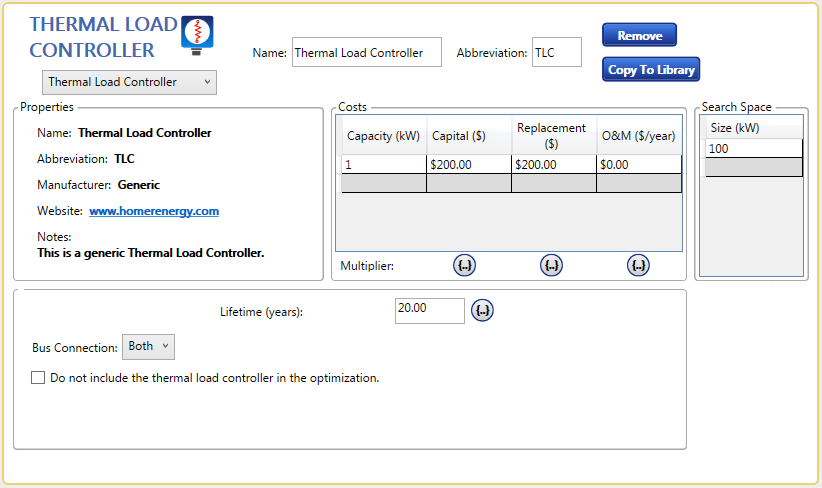 THERMAL LOAD
CONTROLLER
Name: Thermal Load Controller Abbreviation: TLC
Remove
Copy To Library
Thermal Load Controller
Properties
Name: Thermal Load Controller
Abbreviation: TLC
Manufacturer: Generic
Website: www.homerenergy.com
Notes:
This is a generic Thermal Load Controller.
Costs
Capacity (kW) Capital ($) Replacement ($) O&M ($/year)
1 $200.00 $200.00 $0.00
Multiplier: {..} {..} {..}
Search Space
Size (kW)
100
Lifetime (years): 20.00 {..}
Bus Connection: Both
Do not include the thermal load controller in the optimization.